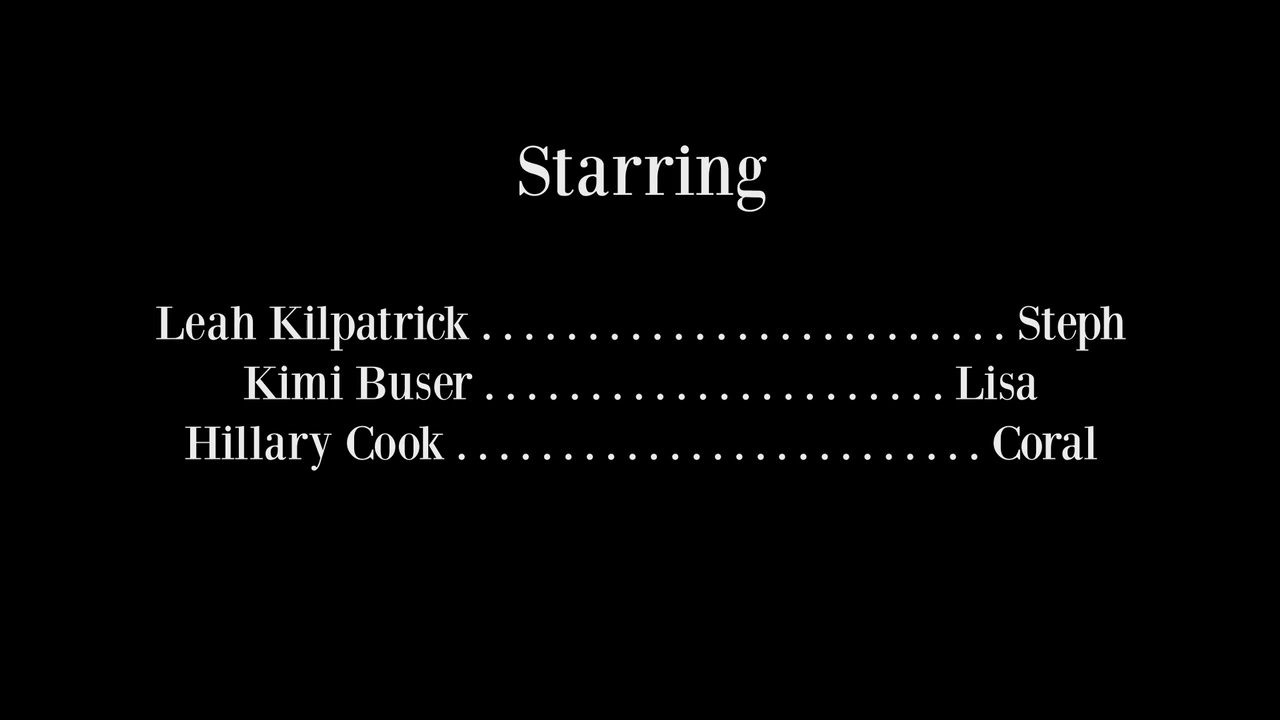 Starring
Leah Kilpatrick . . . . . . . . . . . . . . . . . . . . . . . . . Steph
Kimi Buser . . . . . . . . . . . . . . . . . . . . . . Lisa
Hillary Cook . . . . . . . . . . . . . . . . . . . . . . . . . Coral